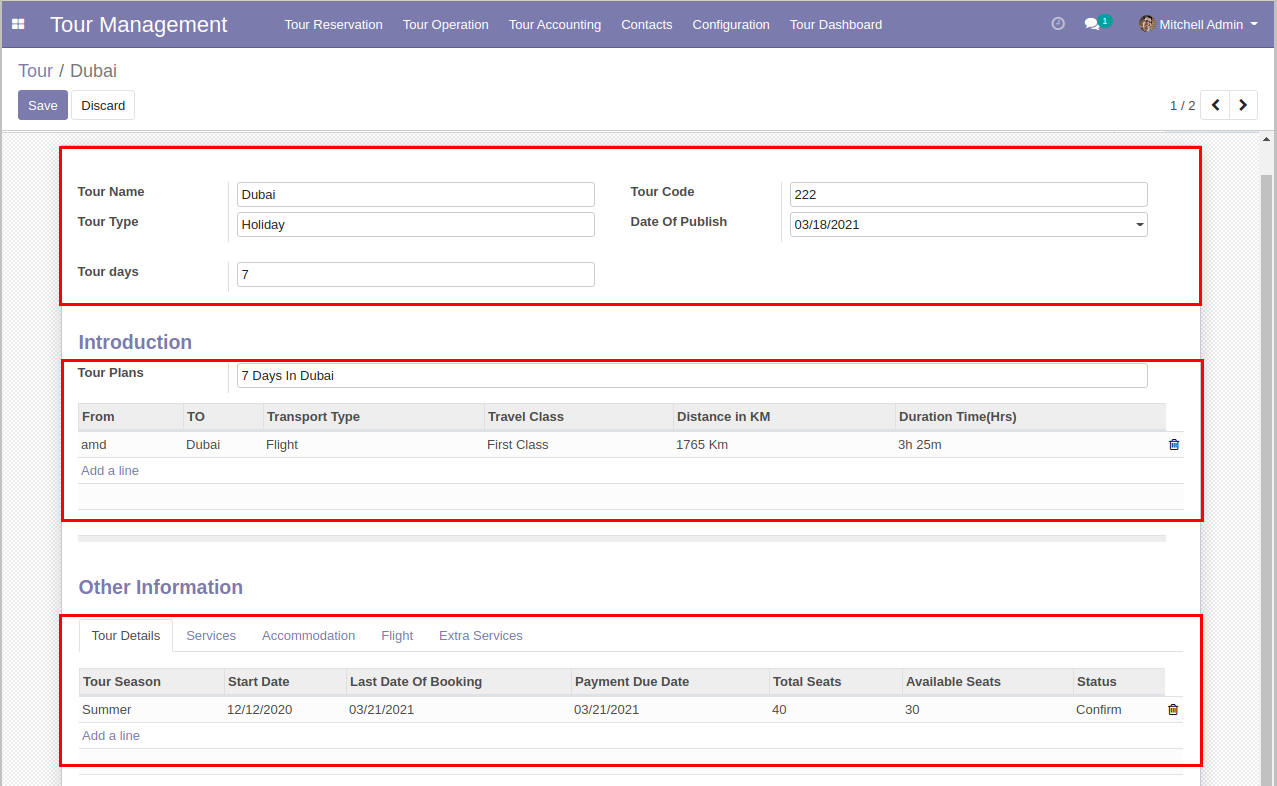 Tour Management Tour Reservation Tour Operation Tour Accounting Contacts Configuration Tour Dashboard 1 Mitchell Admin
Tour / Dubai
Save Discard 1 / 2
Tour Name Dubai Tour Code 222
Tour Type Holiday Date Of Publish 03/18/2021
Tour days 7
Introduction
Tour Plans 7 Days In Dubai
From TO Transport Type Travel Class Distance in KM Duration Time(Hrs)
amd Dubai Flight First Class 1765 Km 3h 25m
Add a line
Other Information
Tour Details Services Accommodation Flight Extra Services
Tour Season Start Date Last Date Of Booking Payment Due Date Total Seats Available Seats Status
Summer 12/12/2020 03/21/2021 03/21/2021 40 30 Confirm
Add a line